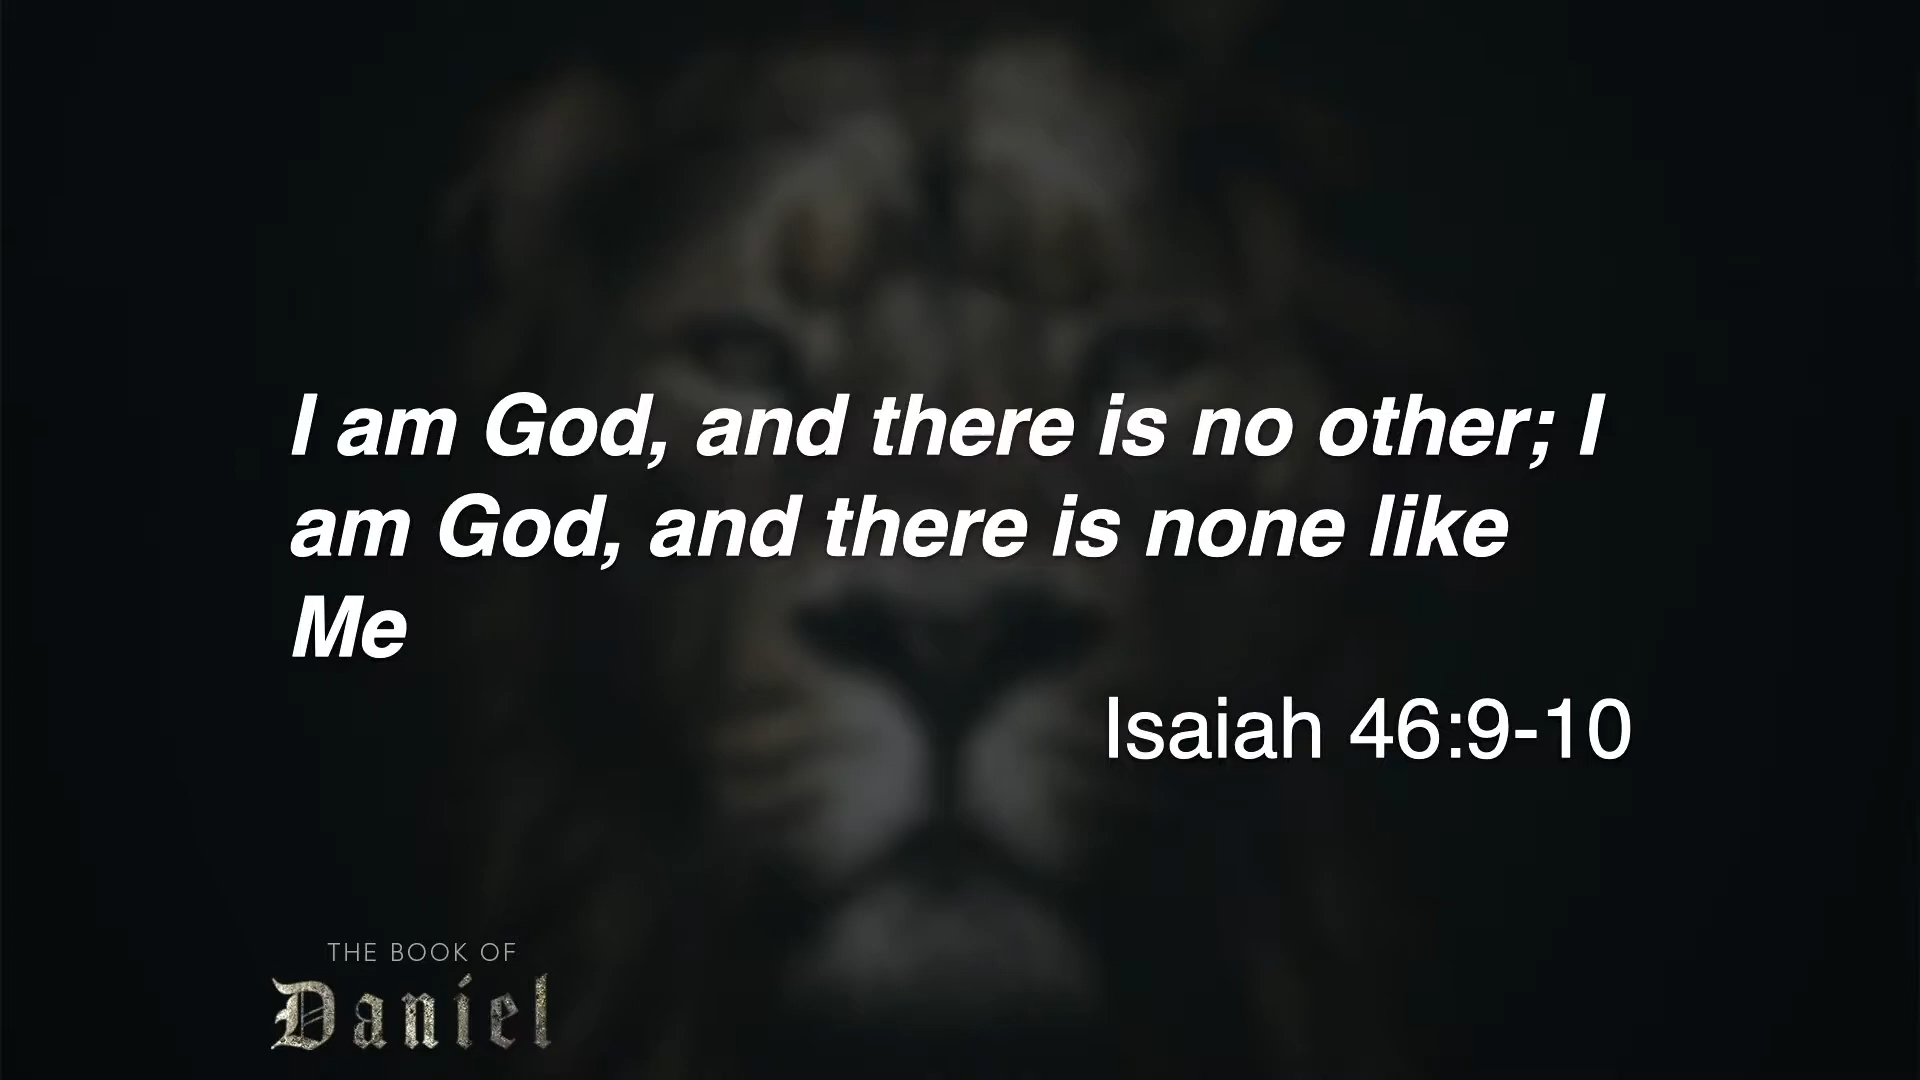 I am God, and there is no other; I
am God, and there is none like
Me
Isaiah 46:9-10
THE BOOK OF
Daniel